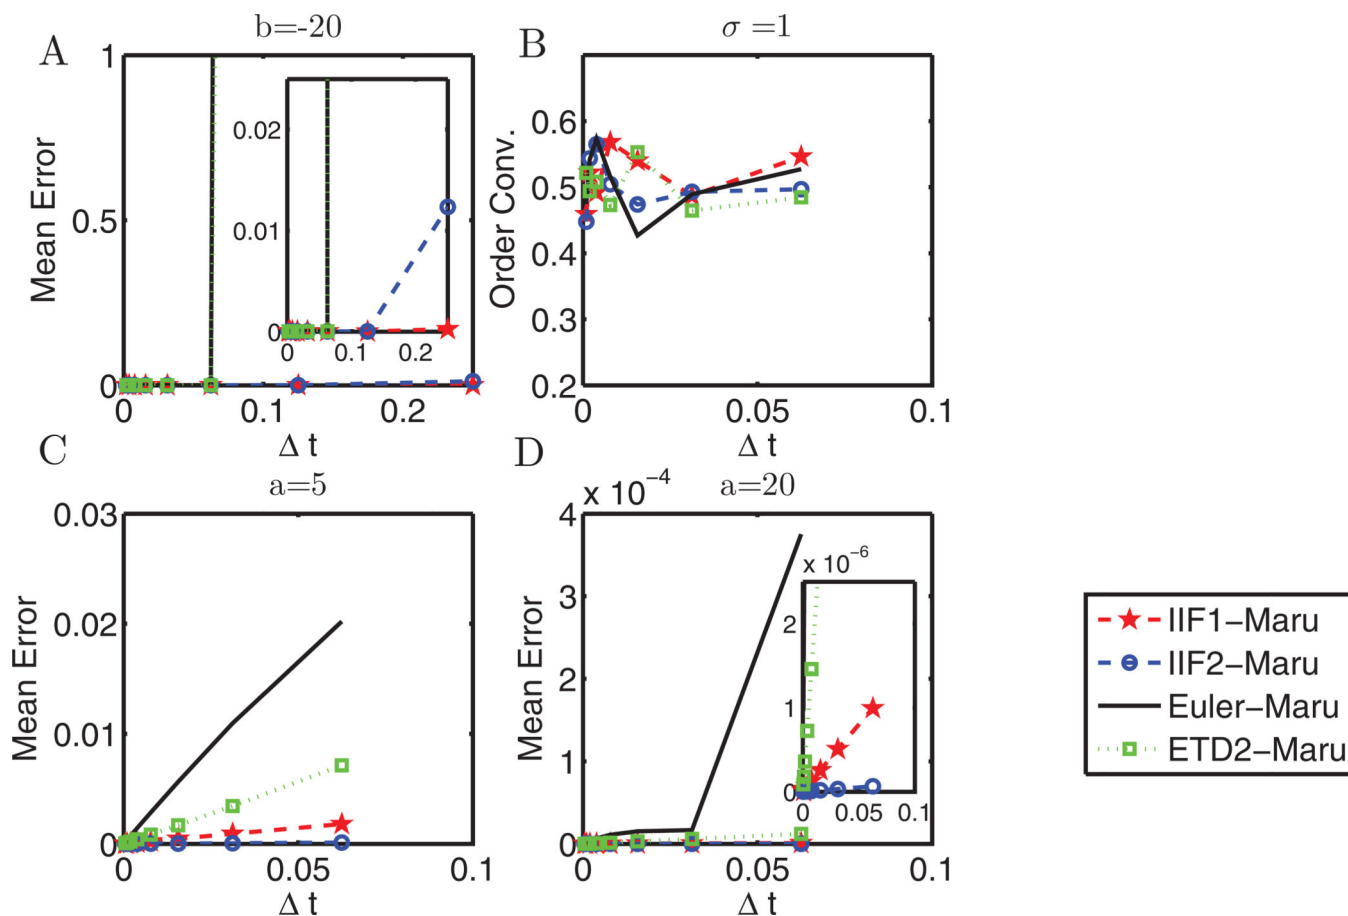 A
b=-20
Mean Error
1
0.5
0
0
0.1
0.2
Δ t
0.02
0.01
0
0
0.1
0.2
B
σ =1
Order Conv.
0.6
0.5
0.4
0.3
0.2
0
0.05
0.1
Δ t
C
a=5
Mean Error
0.03
0.02
0.01
0
0
0.05
0.1
Δ t
D
a=20
x 10⁻⁴
Mean Error
4
3
2
1
0
0
0.05
0.1
Δ t
x 10⁻⁶
2
1
0
0
0.05
0.1
IIF1-Maru
IIF2-Maru
Euler-Maru
ETD2-Maru